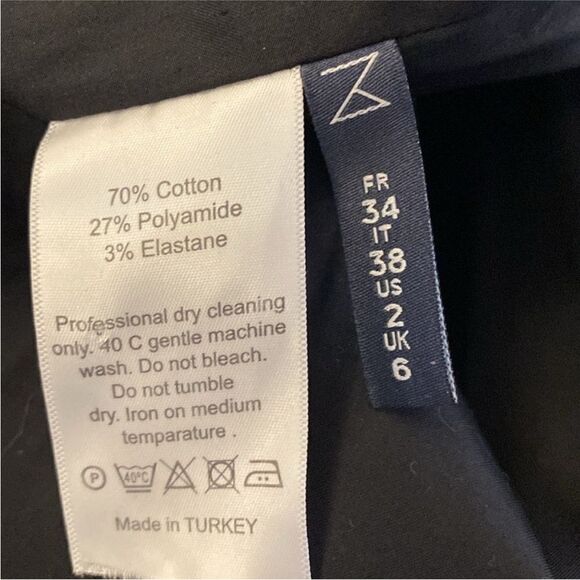 70% Cotton
27% Polyamide
3% Elastane
Professional dry cleaning
only. 40 C gentle machine
wash. Do not bleach.
Do not tumble
dry. Iron on medium
temparature .
P 40°C
Made in TURKEY
FR
34
IT
38
US
2
UK
6